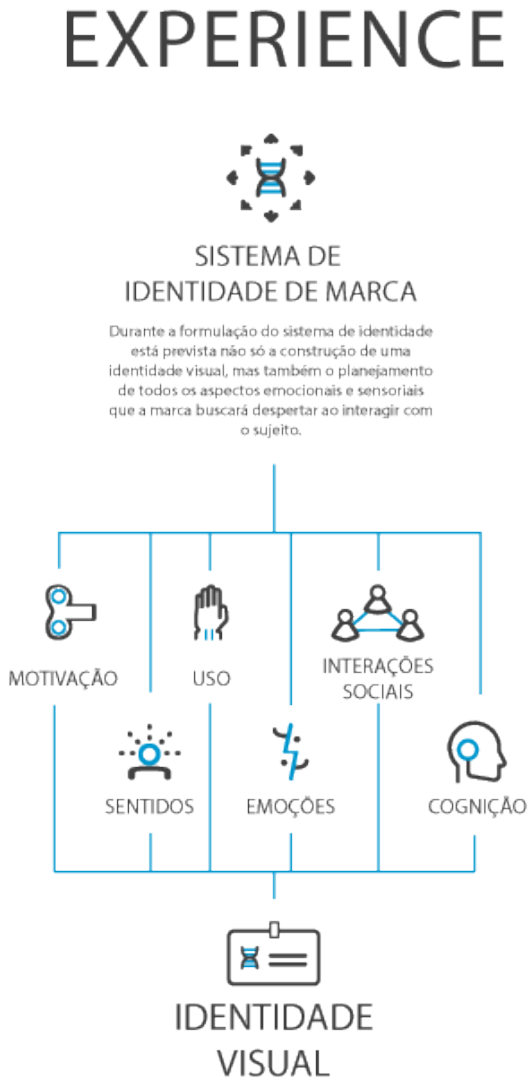 EXPERIENCE
SISTEMA DE
IDENTIDADE DE MARCA
Durante a formulação do sistema de identidade
está prevista não só a construção de uma
identidade visual, mas também o planejamento
de todos os aspectos emocionais e sensoriais
que a marca buscará despertar ao interagir com
o sujeito.
MOTIVAÇÃO
USO
INTERAÇÕES
SOCIAIS
SENTIDOS
EMOÇÕES
COGNIÇÃO
IDENTIDADE
VISUAL